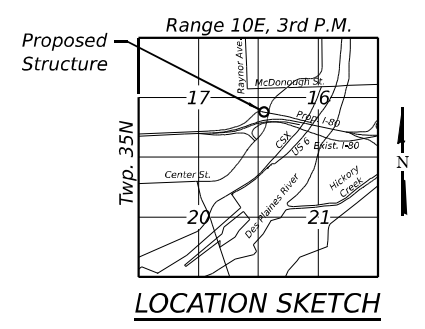 Range 10E, 3rd P.M.
Proposed
Structure
Raynor Ave.
McDonough St.
17
16
Prop. I-80
CSX
US 6
Exist. I-80
Twp. 35N
N
Center St.
Hickory
Creek
Des Plaines River
20
21
LOCATION SKETCH